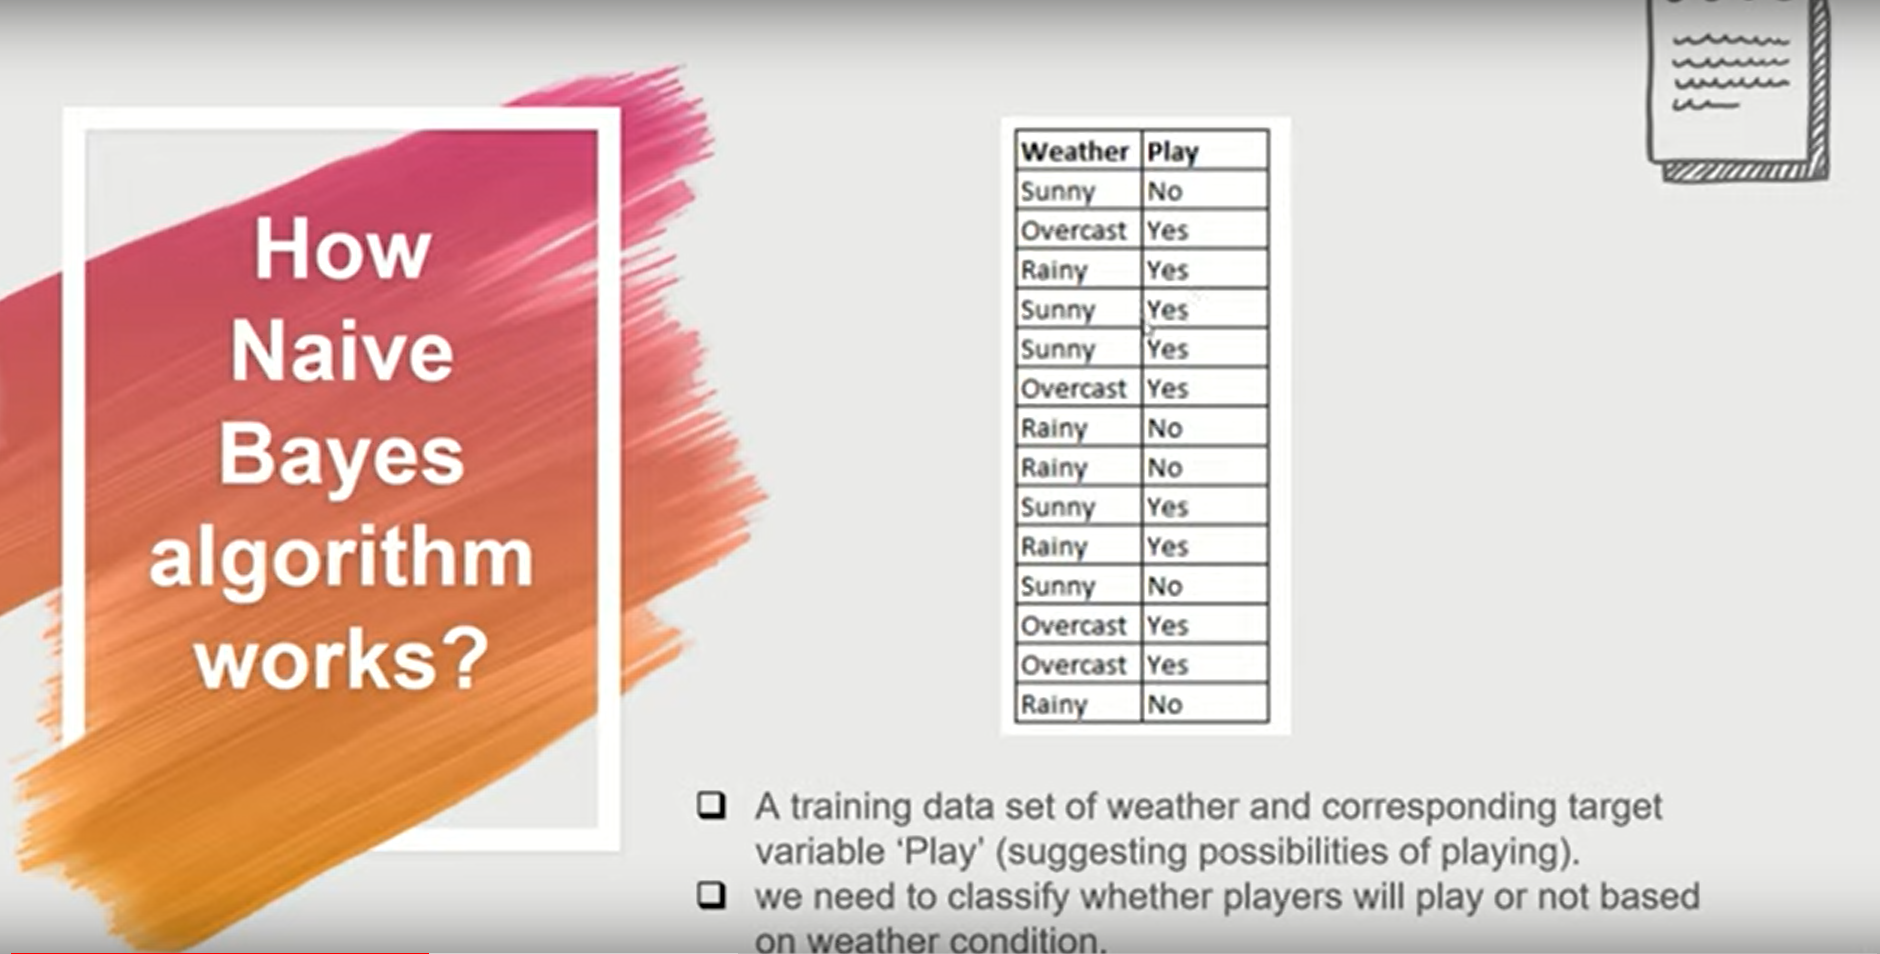 How
Naive
Bayes
algorithm
works?
Weather Play
Sunny No
Overcast Yes
Rainy Yes
Sunny Yes
Sunny Yes
Overcast Yes
Rainy No
Rainy No
Sunny Yes
Rainy Yes
Sunny No
Overcast Yes
Overcast Yes
Rainy No
A training data set of weather and corresponding target
variable ‘Play’ (suggesting possibilities of playing).
we need to classify whether players will play or not based
on weather condition.